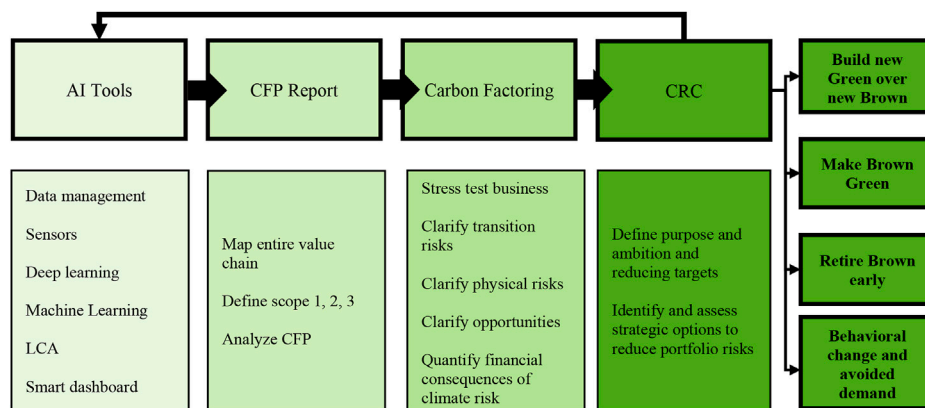 AI Tools
CFP Report
Carbon Factoring
CRC
Build new
Green over
new Brown
Make Brown
Green
Retire Brown
early
Behavioral
change and
avoided
demand
Data management
Sensors
Deep learning
Machine Learning
LCA
Smart dashboard
Map entire value
chain
Define scope 1, 2, 3
Analyze CFP
Stress test business
Clarify transition
risks
Clarify physical risks
Clarify opportunities
Quantify financial
consequences of
climate risk
Define purpose and
ambition and
reducing targets
Identify and assess
strategic options to
reduce portfolio risks